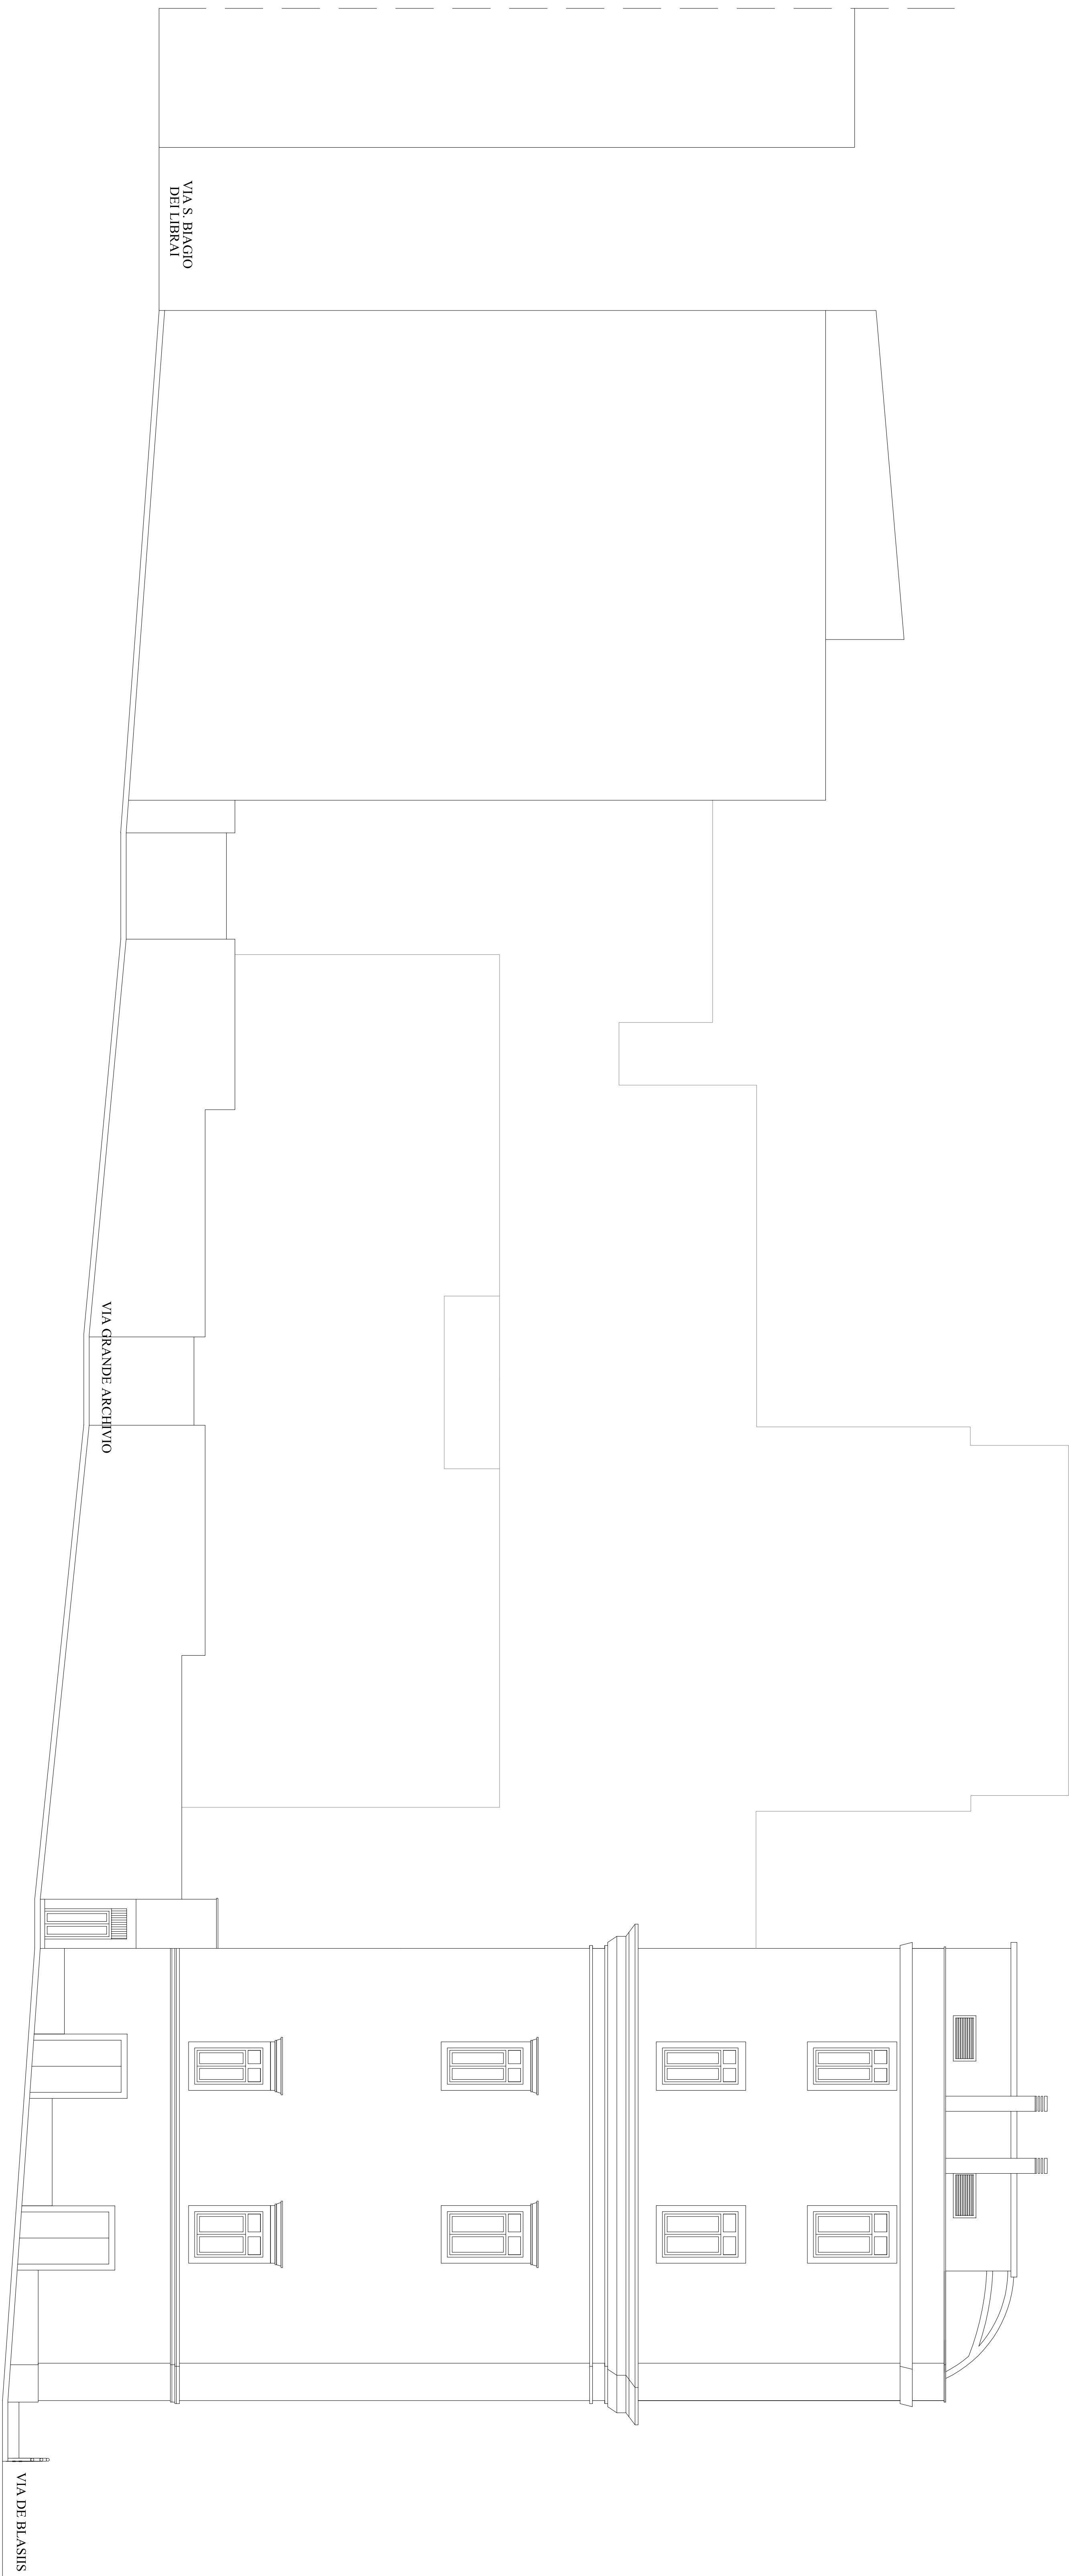 VIA S. BIAGIO
DEI LIBRAI
VIA GRANDE ARCHIVIO
VIA DE BLASIIS